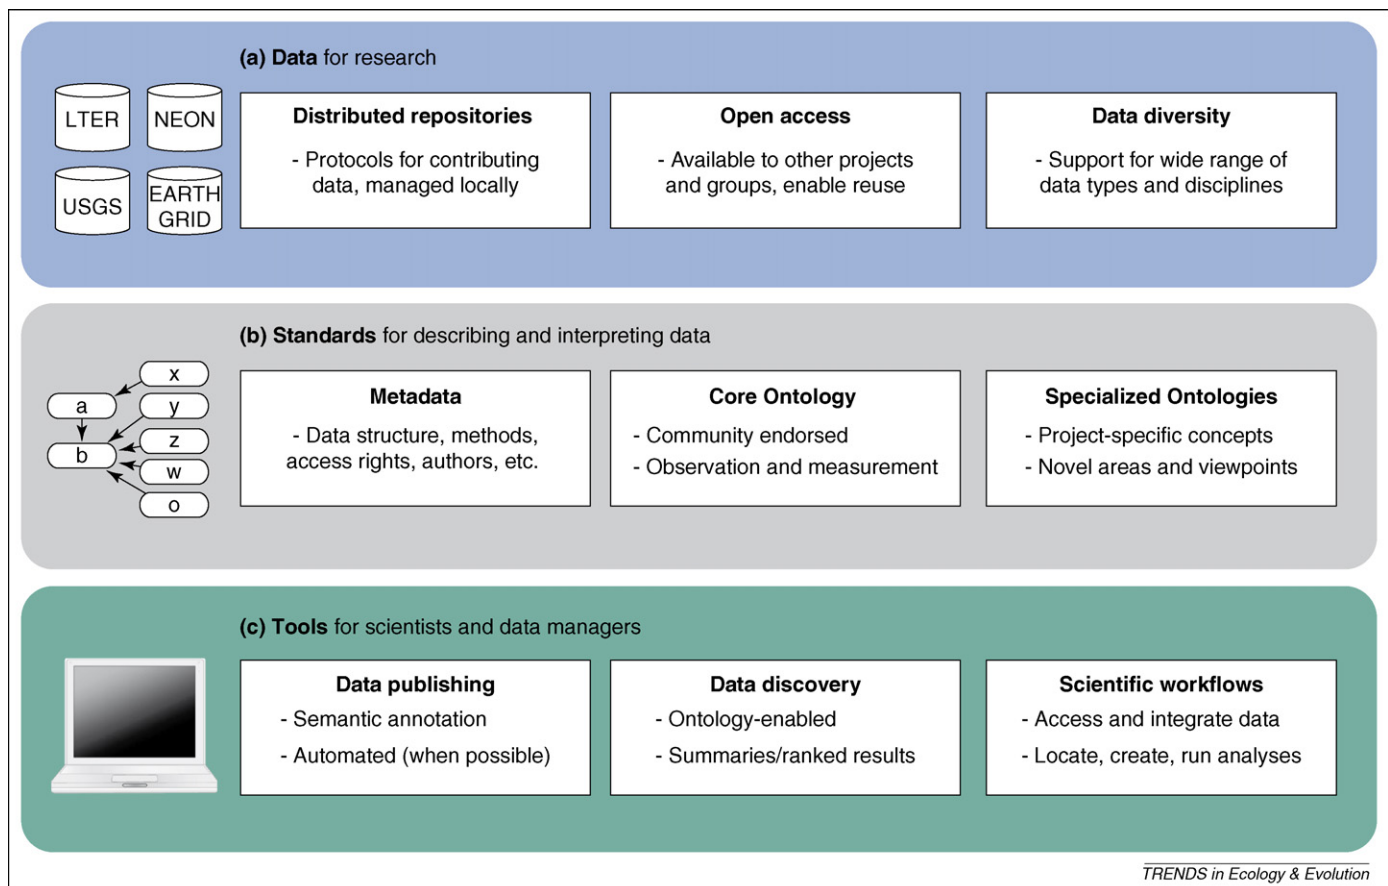 (a) Data for research
LTER
NEON
USGS
EARTH
GRID
Distributed repositories
- Protocols for contributing
data, managed locally
Open access
- Available to other projects
and groups, enable reuse
Data diversity
- Support for wide range of
data types and disciplines
(b) Standards for describing and interpreting data
x
a
y
z
b
w
o
Metadata
- Data structure, methods,
access rights, authors, etc.
Core Ontology
- Community endorsed
- Observation and measurement
Specialized Ontologies
- Project-specific concepts
- Novel areas and viewpoints
(c) Tools for scientists and data managers
Data publishing
- Semantic annotation
- Automated (when possible)
Data discovery
- Ontology-enabled
- Summaries/ranked results
Scientific workflows
- Access and integrate data
- Locate, create, run analyses
TRENDS in Ecology & Evolution